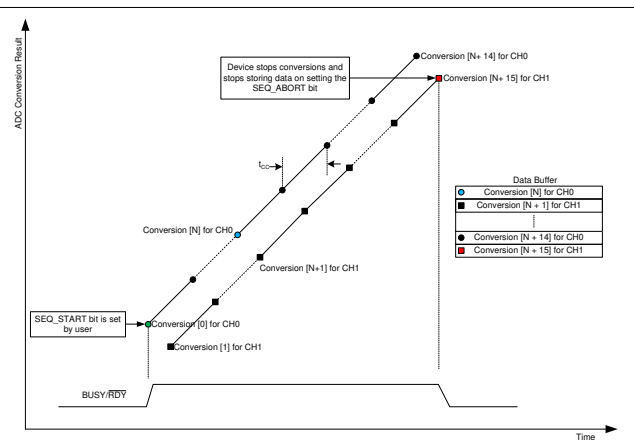 ADC Conversion Result
Conversion [N+ 14] for CH0
Device stops conversions and
stops storing data on setting the
SEQ_ABORT bit
Conversion [N+ 15] for CH1
tCC
Data Buffer
Conversion [N] for CH0
Conversion [N + 1] for CH1
Conversion [N + 14] for CH0
Conversion [N + 15] for CH1
Conversion [N] for CH0
Conversion [N+1] for CH1
SEQ_START bit is set
by user
Conversion [0] for CH0
Conversion [1] for CH1
BUSY/RDY
Time